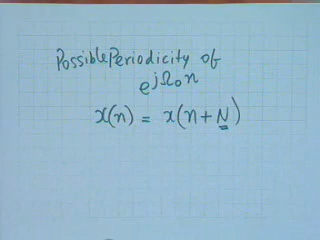 Possible Periodicity of
e^{jΩ₀n}
x(n) = x(n+N)